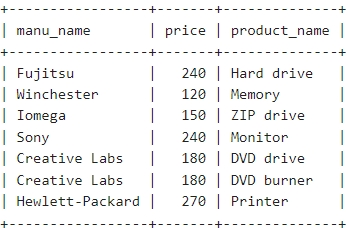 +----------------+-------+--------------+
| manu_name      | price | product_name |
+----------------+-------+--------------+
| Fujitsu        |   240 | Hard drive   |
| Winchester     |   120 | Memory       |
| Iomega         |   150 | ZIP drive    |
| Sony           |   240 | Monitor      |
| Creative Labs  |   180 | DVD drive    |
| Creative Labs  |   180 | DVD burner   |
| Hewlett-Packard |   270 | Printer      |
+----------------+-------+--------------+